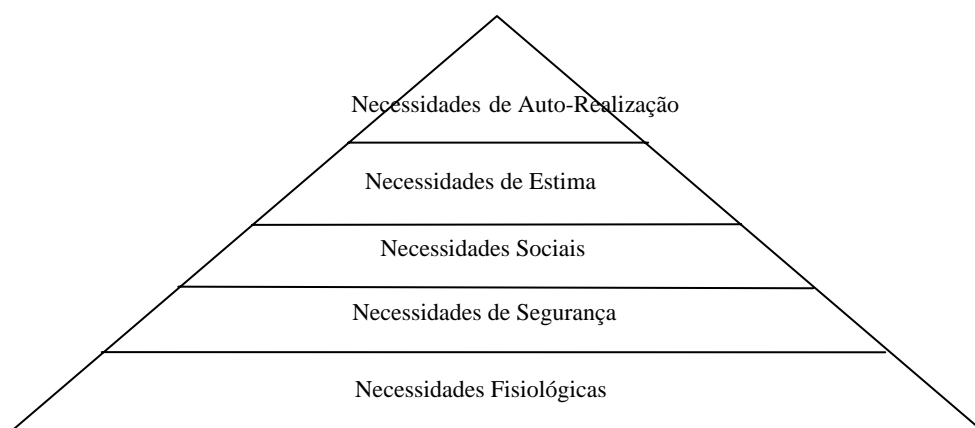 Necessidades de Auto-Realização
Necessidades de Estima
Necessidades Sociais
Necessidades de Segurança
Necessidades Fisiológicas